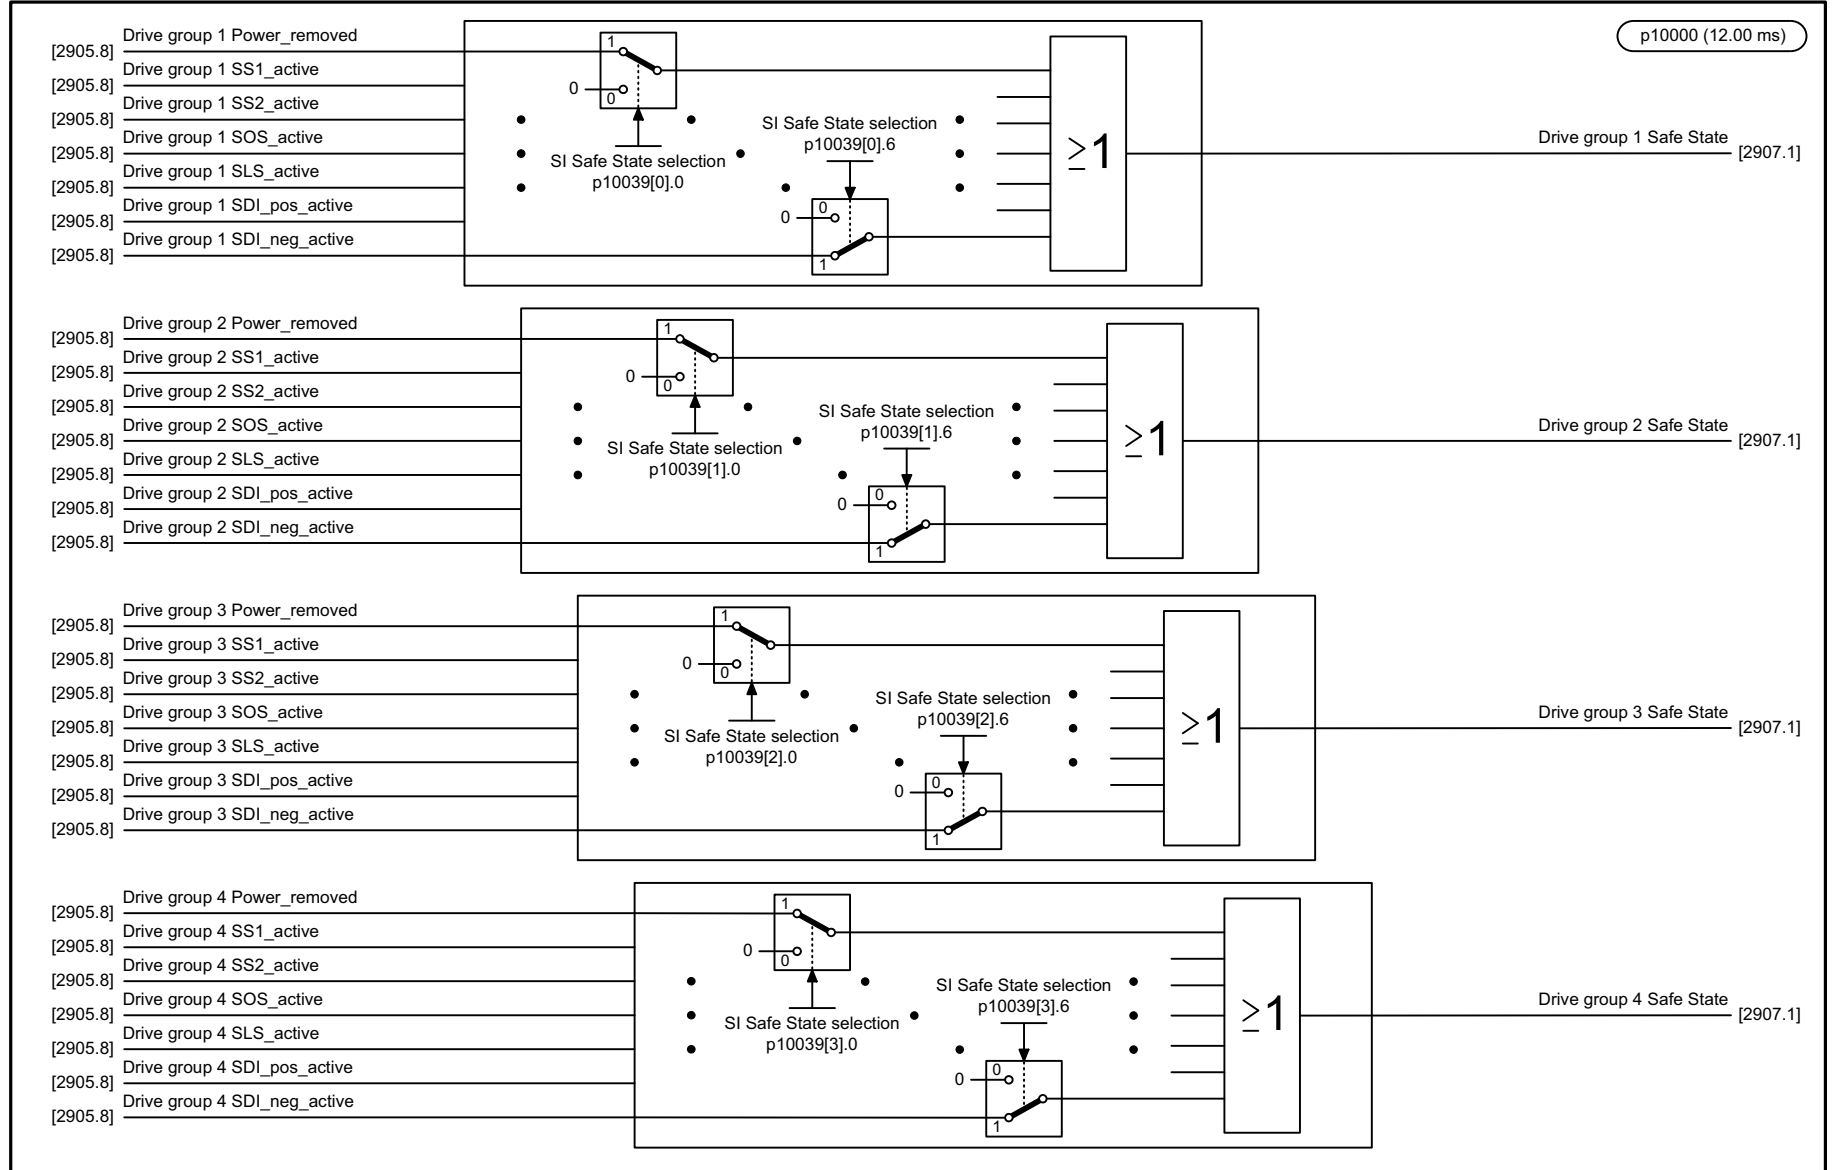 p10000 (12.00 ms)
[2905.8] Drive group 1 Power_removed
[2905.8] Drive group 1 SS1_active
[2905.8] Drive group 1 SS2_active
[2905.8] Drive group 1 SOS_active
[2905.8] Drive group 1 SLS_active
[2905.8] Drive group 1 SDI_pos_active
[2905.8] Drive group 1 SDI_neg_active
1
0
0
SI Safe State selection
p10039[0].0
SI Safe State selection
p10039[0].6
0
0
1
≥1
Drive group 1 Safe State [2907.1]
[2905.8] Drive group 2 Power_removed
[2905.8] Drive group 2 SS1_active
[2905.8] Drive group 2 SS2_active
[2905.8] Drive group 2 SOS_active
[2905.8] Drive group 2 SLS_active
[2905.8] Drive group 2 SDI_pos_active
[2905.8] Drive group 2 SDI_neg_active
1
0
0
SI Safe State selection
p10039[1].0
SI Safe State selection
p10039[1].6
0
0
1
≥1
Drive group 2 Safe State [2907.1]
[2905.8] Drive group 3 Power_removed
[2905.8] Drive group 3 SS1_active
[2905.8] Drive group 3 SS2_active
[2905.8] Drive group 3 SOS_active
[2905.8] Drive group 3 SLS_active
[2905.8] Drive group 3 SDI_pos_active
[2905.8] Drive group 3 SDI_neg_active
1
0
0
SI Safe State selection
p10039[2].0
SI Safe State selection
p10039[2].6
0
0
1
≥1
Drive group 3 Safe State [2907.1]
[2905.8] Drive group 4 Power_removed
[2905.8] Drive group 4 SS1_active
[2905.8] Drive group 4 SS2_active
[2905.8] Drive group 4 SOS_active
[2905.8] Drive group 4 SLS_active
[2905.8] Drive group 4 SDI_pos_active
[2905.8] Drive group 4 SDI_neg_active
1
0
0
SI Safe State selection
p10039[3].0
SI Safe State selection
p10039[3].6
0
0
1
≥1
Drive group 4 Safe State [2907.1]